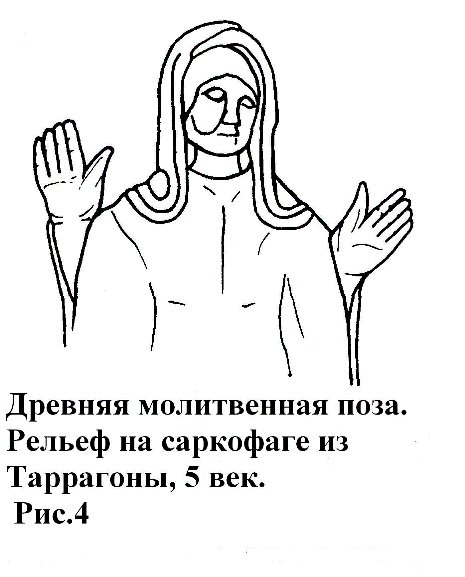 Древняя молитвенная поза.
Рельеф на саркофаге из
Таррагоны, 5 век.
Рис.4